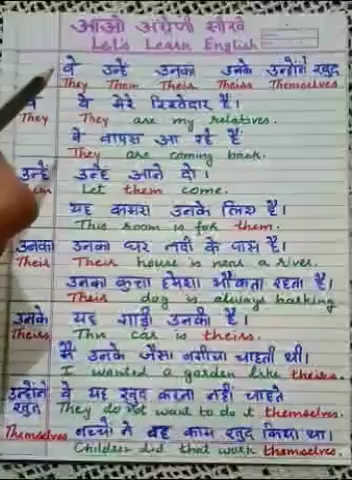 आओ अंग्रेजी सीखें
Let's Learn English
वे उन्हें उनका उनके उन्होंने खुद
They Them Their Theirs Themselves
वे ये मेरे रिश्तेदार हैं।
They They are my relatives.
वे वापस आ रहे हैं
They are coming back.
उन्हें उन्हें आने दो।
Let them come.
यह कमरा उनके लिए है।
This room is for them.
उनका उनका घर नदी के पास है।
Their Their house is near a river.
उनका कुत्ता हमेशा भौंकता रहता है।
Their dog is always barking
उनके यह गाड़ी उनकी है।
Theirs This car is theirs.
मैं उनके जैसा बगीचा चाहती थी।
I wanted a garden like theirs.
उन्होंने वे यह खुद करना नहीं चाहते
खुद They do not want to do it themselves.
Themselves बच्चों ने वह काम खुद किया था।
Children did that work themselves.